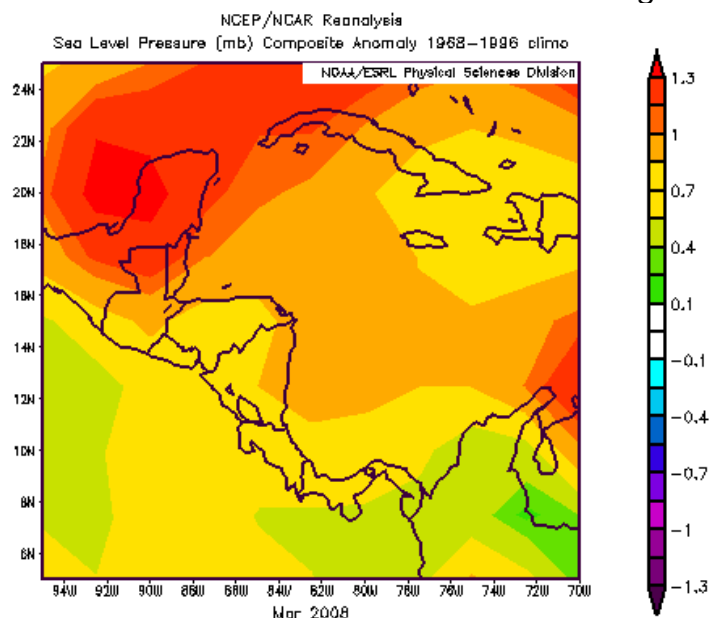 NCEP/NCAR Reanalysis
Sea Level Pressure (mb) Composite Anomaly 1968-1996 climo
NOAA/ESRL Physical Sciences Division
24N
22N
20N
18N
16N
14N
12N
10N
8N
6N
94W 92W 90W 88W 86W 84W 82W 80W 78W 76W 74W 72W 70W
Mar 2008
1.3
1
0.7
0.4
0.1
-0.1
-0.4
-0.7
-1
-1.3